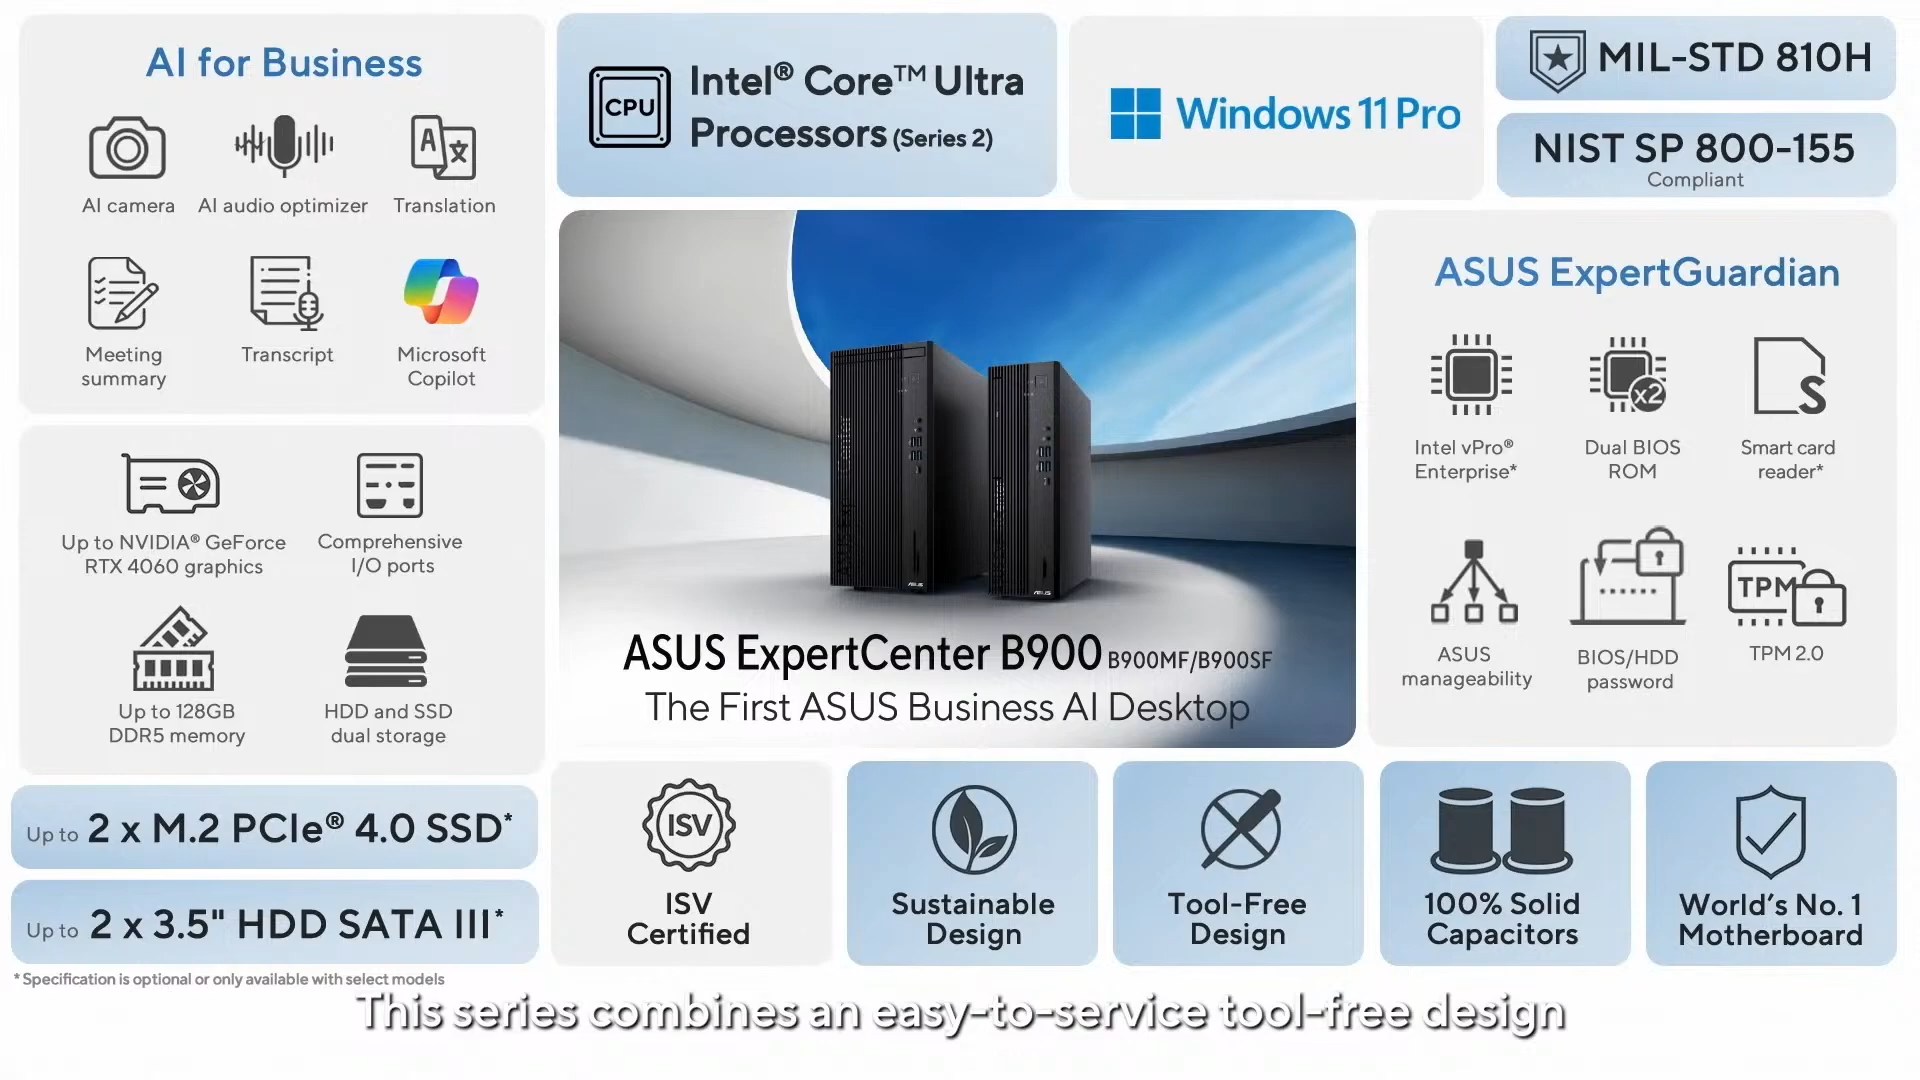 AI for Business
AI camera
AI audio optimizer
Translation
Meeting
summary
Transcript
Microsoft
Copilot
CPU
Intel® Core™ Ultra
Processors (Series 2)
Windows 11 Pro
MIL-STD 810H
NIST SP 800-155
Compliant
Up to NVIDIA® GeForce
RTX 4060 graphics
Comprehensive
I/O ports
Up to 128GB
DDR5 memory
HDD and SSD
dual storage
ASUS ExpertCenter B900 B900MF/B900SF
The First ASUS Business AI Desktop
ASUS ExpertGuardian
Intel vPro®
Enterprise*
x2
Dual BIOS
ROM
S
Smart card
reader*
ASUS
manageability
BIOS/HDD
password
TPM
TPM 2.0
Up to 2 x M.2 PCIe® 4.0 SSD*
Up to 2 x 3.5" HDD SATA III*
ISV
ISV
Certified
Sustainable
Design
Tool-Free
Design
100% Solid
Capacitors
World's No. 1
Motherboard
* Specification is optional or only available with select models
This series combines an easy-to-service tool-free design